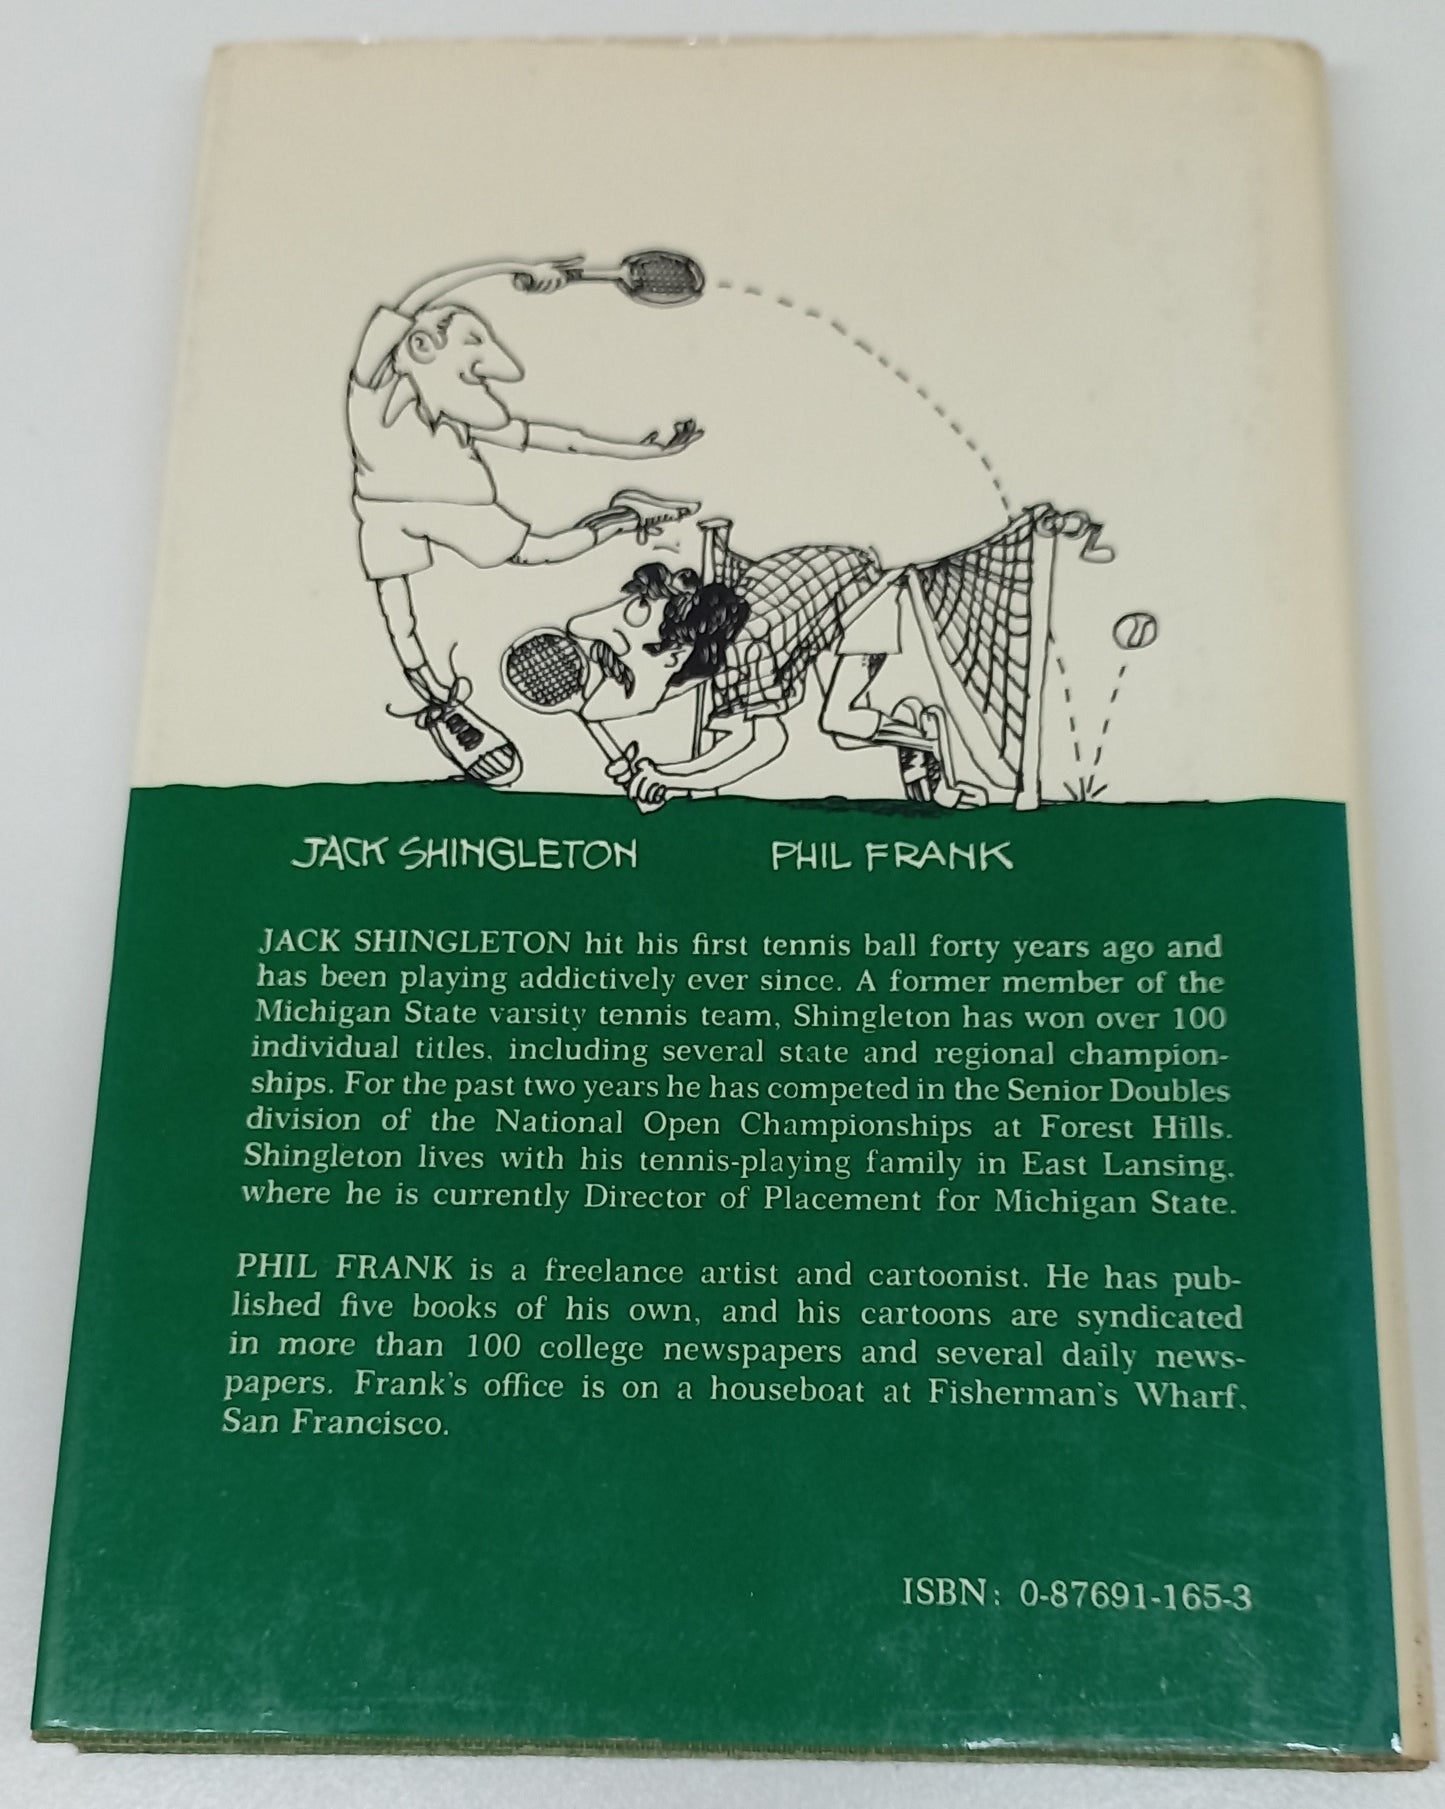 JACK SHINGLETON PHIL FRANK
JACK SHINGLETON hit his first tennis ball forty years ago and
has been playing addictively ever since. A former member of the
Michigan State varsity tennis team, Shingleton has won over 100
individual titles, including several state and regional champion-
ships. For the past two years he has competed in the Senior Doubles
division of the National Open Championships at Forest Hills.
Shingleton lives with his tennis-playing family in East Lansing,
where he is currently Director of Placement for Michigan State.
PHIL FRANK is a freelance artist and cartoonist. He has pub-
lished five books of his own, and his cartoons are syndicated
in more than 100 college newspapers and several daily news-
papers. Frank's office is on a houseboat at Fisherman's Wharf,
San Francisco.
ISBN: 0-87691-165-3